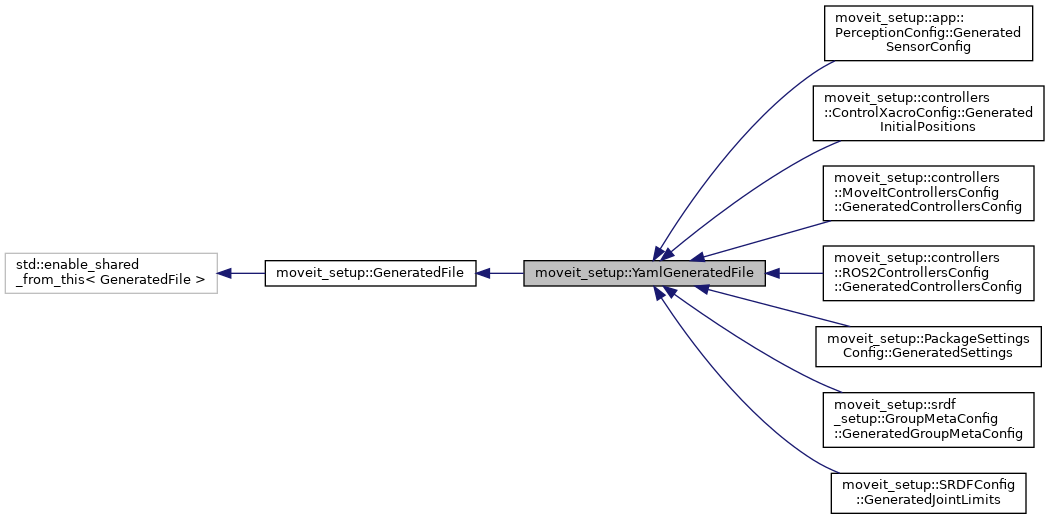 std::enable_shared
_from_this< GeneratedFile >
moveit_setup::GeneratedFile
moveit_setup::YamlGeneratedFile
moveit_setup::app::
PerceptionConfig::Generated
SensorConfig
moveit_setup::controllers
::ControlXacroConfig::Generated
InitialPositions
moveit_setup::controllers
::MoveItControllersConfig
::GeneratedControllersConfig
moveit_setup::controllers
::ROS2ControllersConfig
::GeneratedControllersConfig
moveit_setup::PackageSettings
Config::GeneratedSettings
moveit_setup::srdf
_setup::GroupMetaConfig
::GeneratedGroupMetaConfig
moveit_setup::SRDFConfig
::GeneratedJointLimits